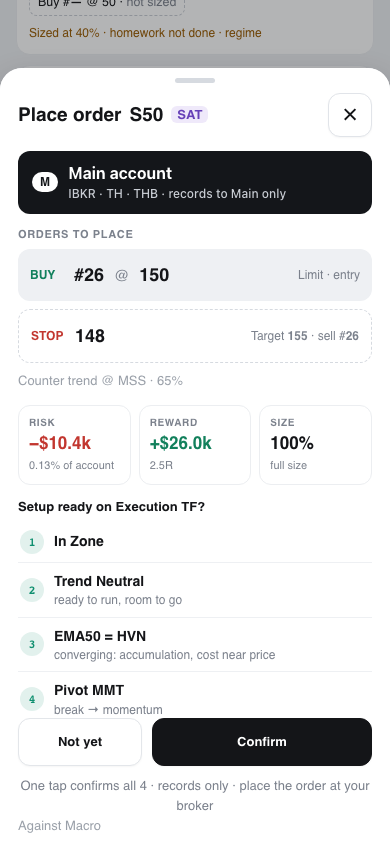 Buy #— @ 50 · not sized
Sized at 40% · homework not done · regime
Place order S50 SAT
M
Main account
IBKR · TH · THB · records to Main only
ORDERS TO PLACE
BUY #26 @ 150 Limit · entry
STOP 148 Target 155 · sell #26
Counter trend @ MSS · 65%
RISK REWARD SIZE
−$10.4k +$26.0k 100%
0.13% of account 2.5R full size
Setup ready on Execution TF?
1 In Zone
2 Trend Neutral
ready to run, room to go
3 EMA50 = HVN
converging: accumulation, cost near price
4 Pivot MMT
break → momentum
Not yet Confirm
One tap confirms all 4 · records only · place the order at your
broker
Against Macro